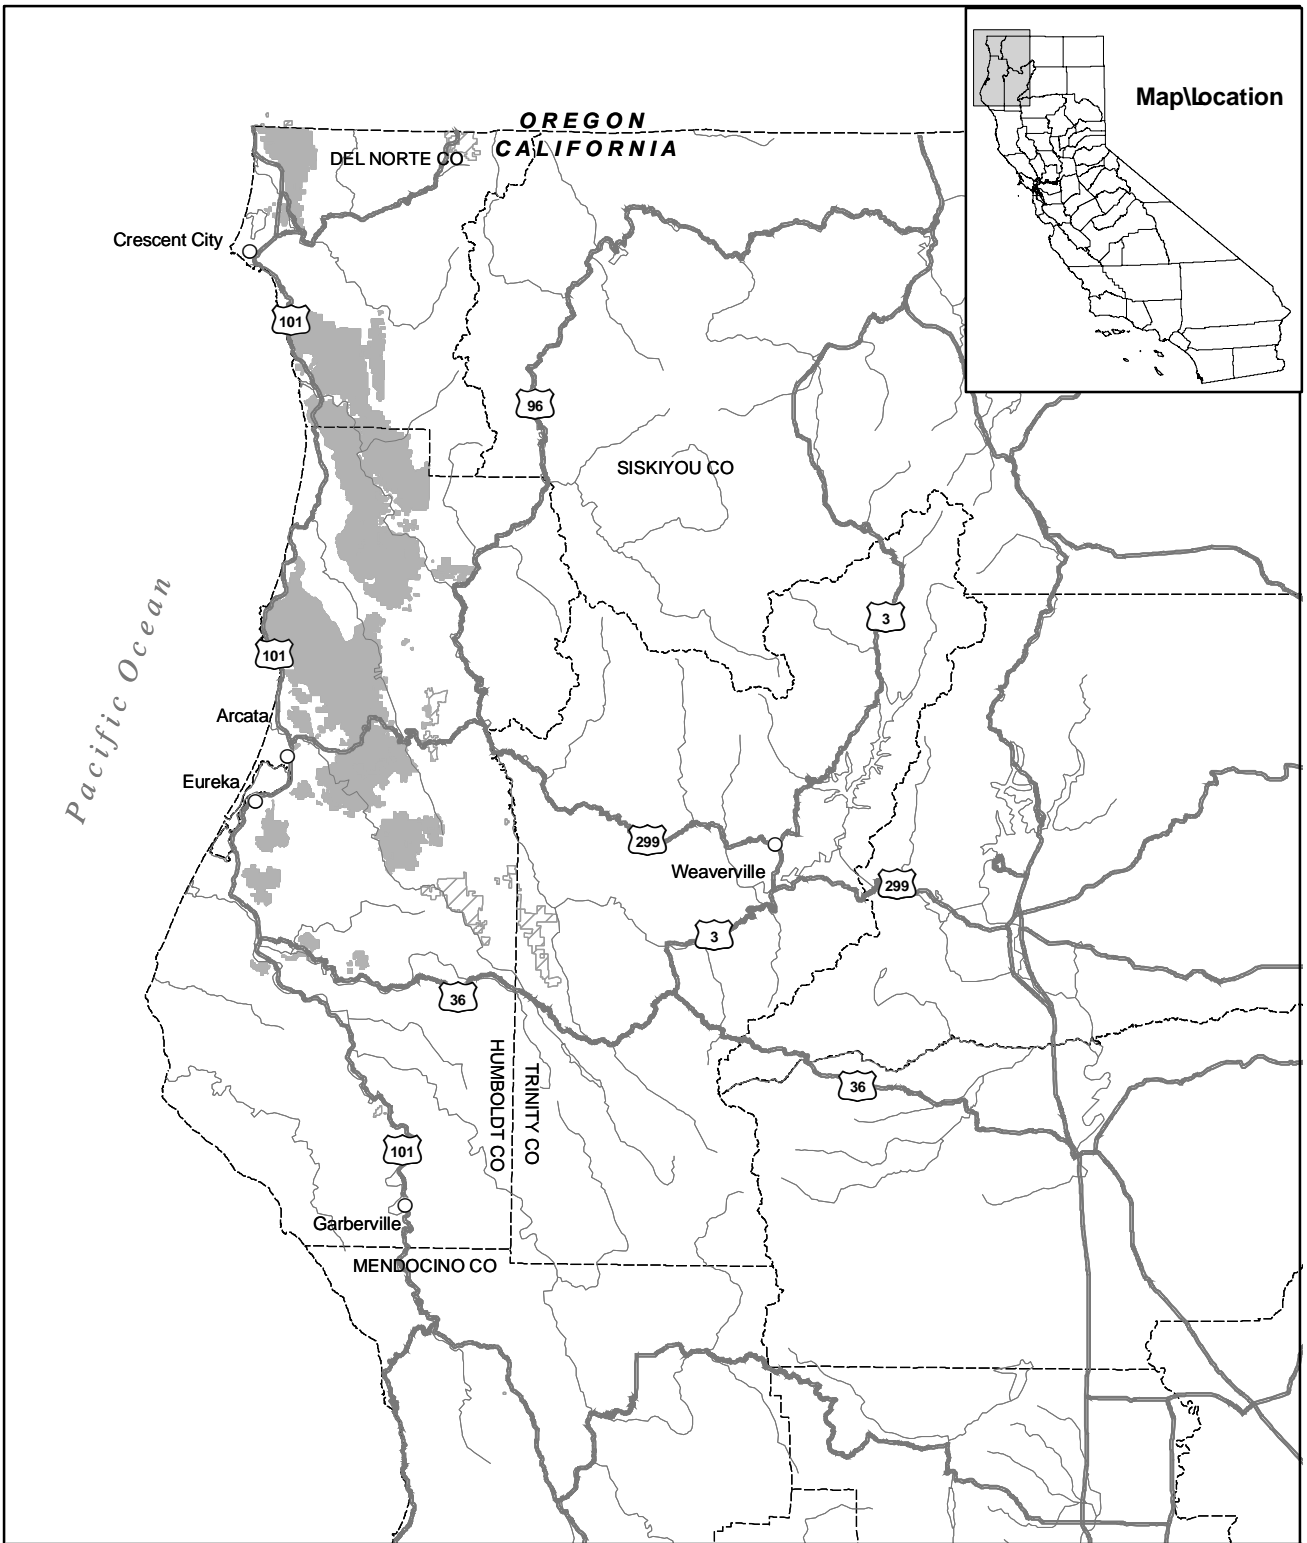 Map\Location
OREGON
CALIFORNIA
DEL NORTE CO
Crescent City
101
96
SISKIYOU CO
3
Pacific Ocean
101
Arcata
Eureka
299
Weaverville
299
3
36
HUMBOLDT CO
TRINITY CO
36
101
Garberville
MENDOCINO CO